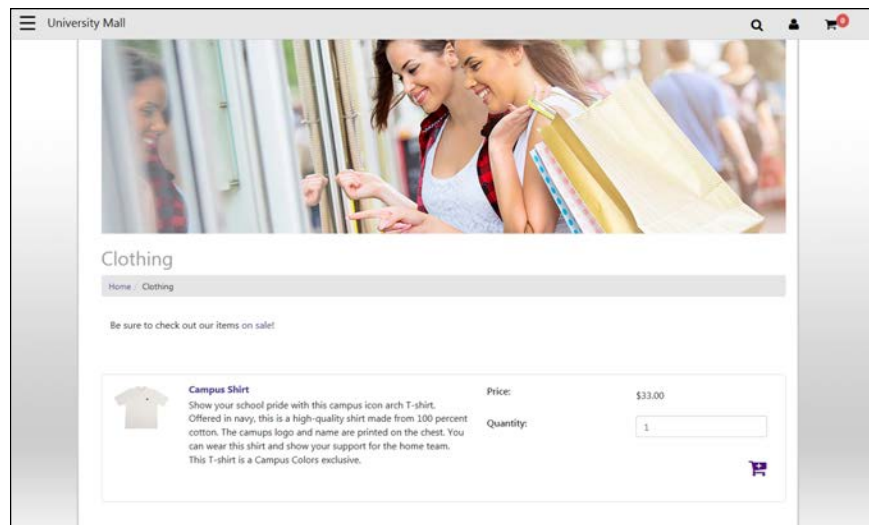 University Mall
0
Clothing
Home / Clothing
Be sure to check out our items on sale!
Campus Shirt
Show your school pride with this campus icon arch T-shirt.
Offered in navy, this is a high-quality shirt made from 100 percent
cotton. The camups logo and name are printed on the chest. You
can wear this shirt and show your support for the home team.
This T-shirt is a Campus Colors exclusive.
Price:
$33.00
Quantity:
1